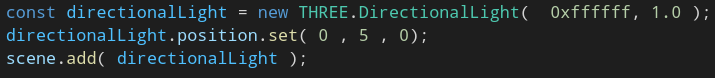 const directionalLight = new THREE.DirectionalLight(  0xffffff, 1.0 );
directionalLight.position.set( 0 , 5 , 0);
scene.add( directionalLight );